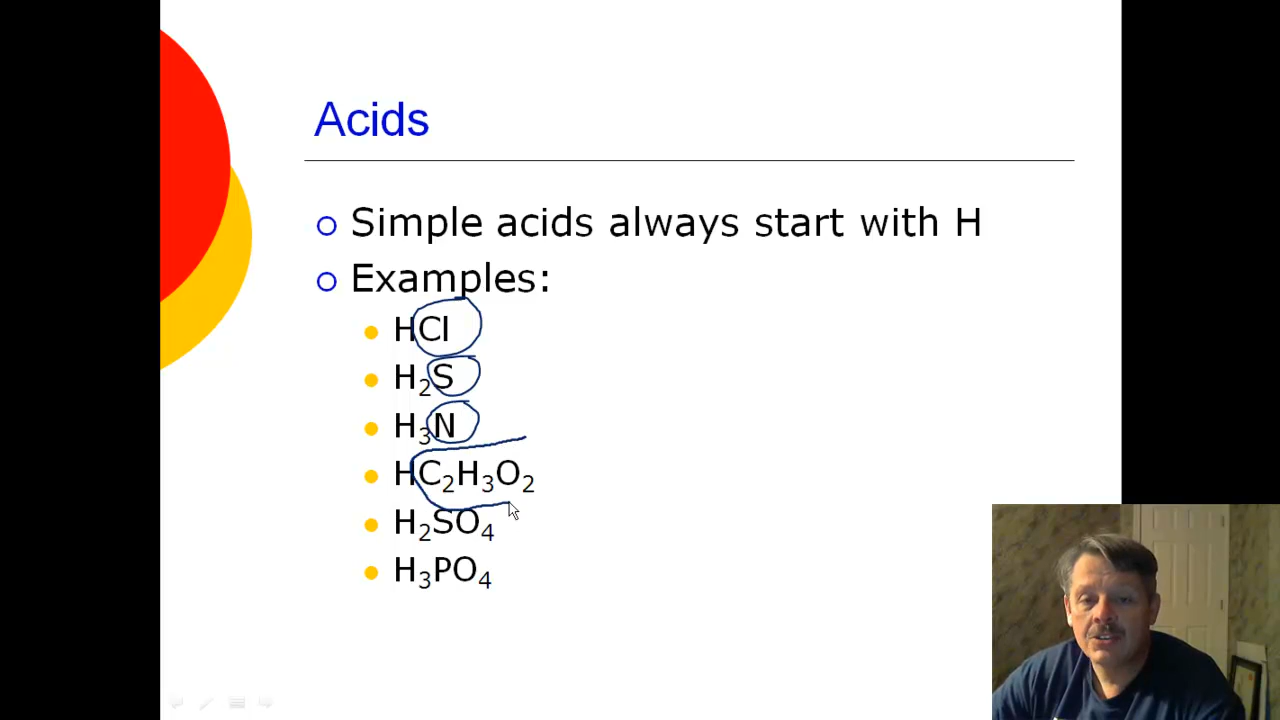 Acids
Simple acids always start with H
Examples:
HCl
H₂S
H₃N
HC₂H₃O₂
H₂SO₄
H₃PO₄